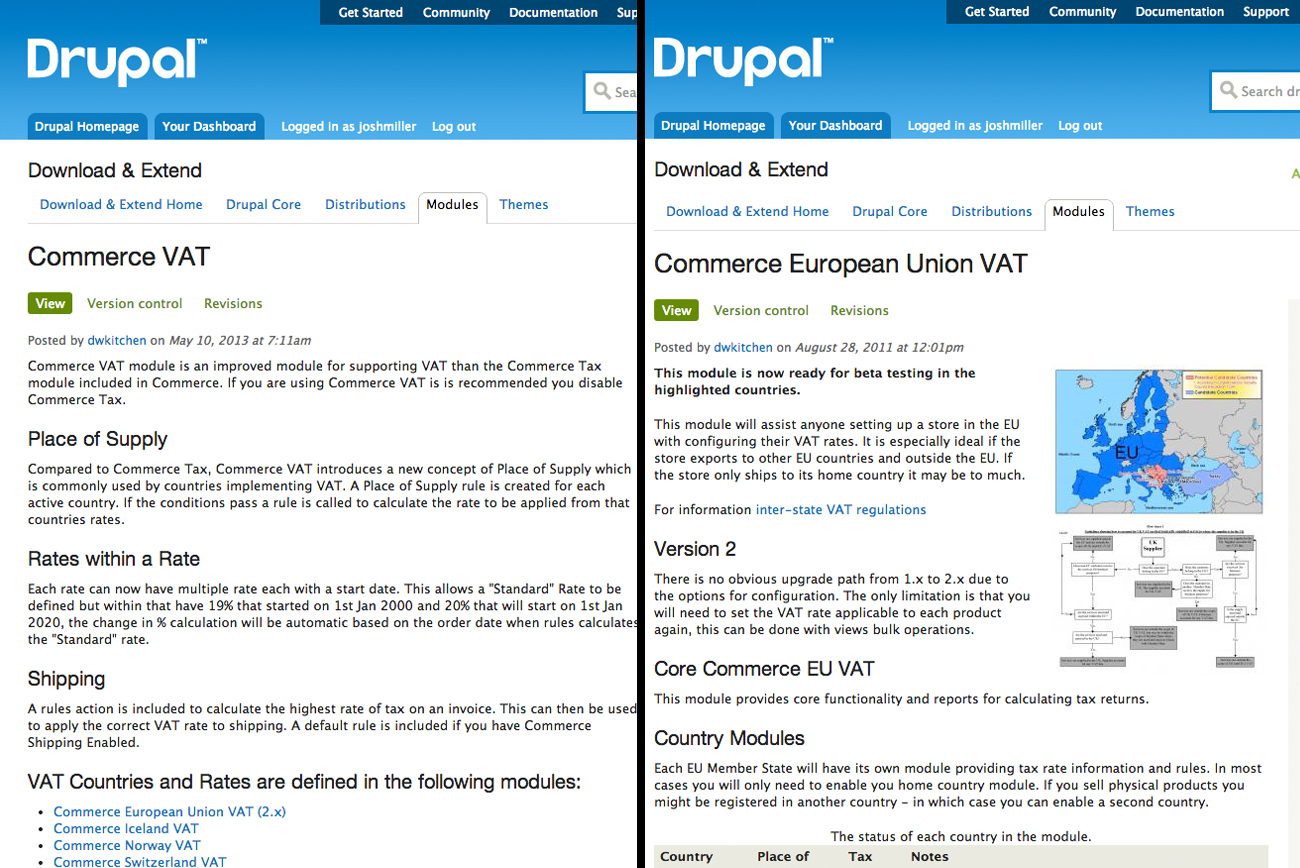 Get Started Community Documentation Sup
Drupal™
Sea
Drupal Homepage Your Dashboard Logged in as Joshmiller Log out
Download & Extend
Download & Extend Home Drupal Core Distributions Modules Themes
Commerce VAT
View Version control Revisions
Posted by dwkitchen on May 10, 2013 at 7:11am
Commerce VAT module is an improved module for supporting VAT than the Commerce Tax
module included in Commerce. If you are using Commerce VAT is is recommended you disable
Commerce Tax.
Place of Supply
Compared to Commerce Tax, Commerce VAT introduces a new concept of Place of Supply which
is commonly used by countries implementing VAT. A Place of Supply rule is created for each
active country. If the conditions pass a rule is called to calculate the rate to be applied from that
countries rates.
Rates within a Rate
Each rate can now have multiple rate each with a start date. This allows a "Standard" Rate to be
defined but within that have 19% that started on 1st Jan 2000 and 20% that will start on 1st Jan
2020, the change in % calculation will be automatic based on the order date when rules calculates
the "Standard" rate.
Shipping
A rules action is included to calculate the highest rate of tax on an invoice. This can then be used
to apply the correct VAT rate to shipping. A default rule is included if you have Commerce
Shipping Enabled.
VAT Countries and Rates are defined in the following modules:
• Commerce European Union VAT (2.x)
• Commerce Iceland VAT
• Commerce Norway VAT
• Commerce Switzerland VAT
Get Started Community Documentation Support
Drupal™
Search dr
Drupal Homepage Your Dashboard Logged in as Joshmiller Log out
Download & Extend
A
Download & Extend Home Drupal Core Distributions Modules Themes
Commerce European Union VAT
View Version control Revisions
Posted by dwkitchen on August 28, 2011 at 12:01pm
This module is now ready for beta testing in the
highlighted countries.
This module will assist anyone setting up a store in the EU
with configuring their VAT rates. It is especially ideal if the
store exports to other EU countries and outside the EU. If
the store only ships to its home country it may be to much.
For information inter-state VAT regulations
Potential Candidate Countries
Candidate Countries
EU
UK
Supplier
Version 2
There is no obvious upgrade path from 1.x to 2.x due to
the options for configuration. The only limitation is that you
will need to set the VAT rate applicable to each product
again, this can be done with views bulk operations.
Core Commerce EU VAT
This module provides core functionality and reports for calculating tax returns.
Country Modules
Each EU Member State will have its own module providing tax rate information and rules. In most
cases you will only need to enable you home country module. If you sell physical products you
might be registered in another country – in which case you can enable a second country.
The status of each country in the module.
Country Place of Tax Notes